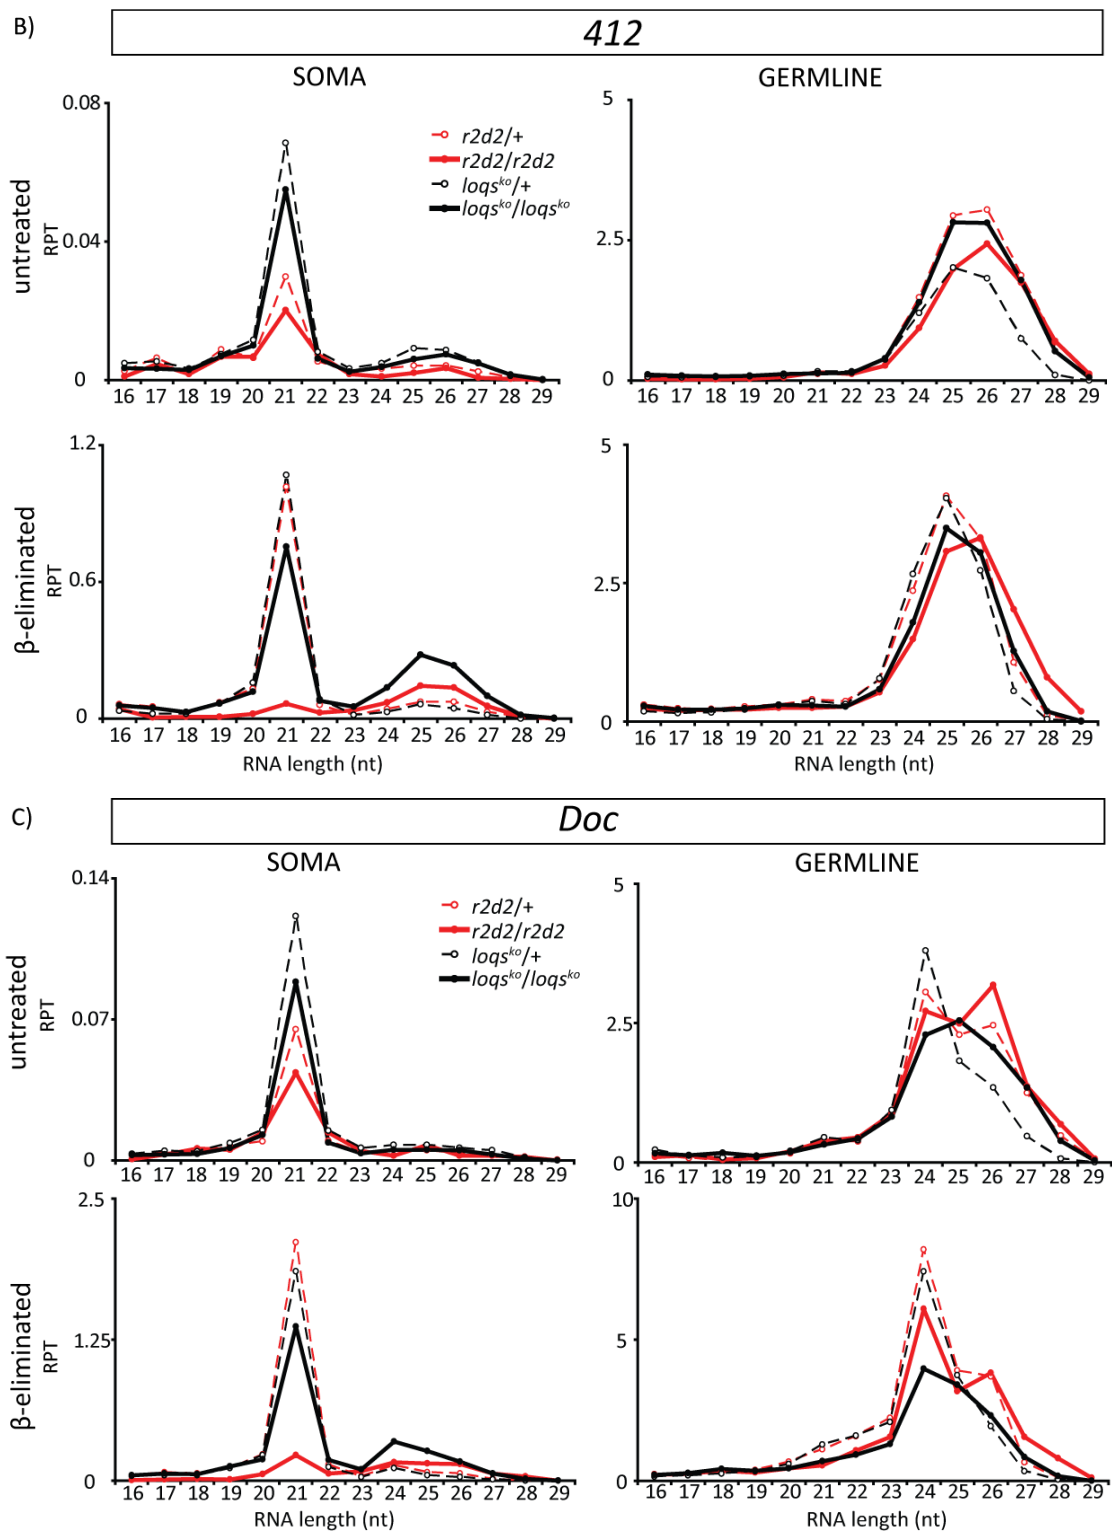 B)
412
SOMA
GERMLINE
untreated
RPT
0.08
0.04
0
r2d2/+
r2d2/r2d2
loqsko/+
loqsko/loqsko
16 17 18 19 20 21 22 23 24 25 26 27 28 29
5
2.5
0
16 17 18 19 20 21 22 23 24 25 26 27 28 29
β-eliminated
RPT
1.2
0.6
0
16 17 18 19 20 21 22 23 24 25 26 27 28 29
RNA length (nt)
5
2.5
0
16 17 18 19 20 21 22 23 24 25 26 27 28 29
RNA length (nt)
C)
Doc
SOMA
GERMLINE
untreated
RPT
0.14
0.07
0
r2d2/+
r2d2/r2d2
loqsko/+
loqsko/loqsko
16 17 18 19 20 21 22 23 24 25 26 27 28 29
5
2.5
0
16 17 18 19 20 21 22 23 24 25 26 27 28 29
β-eliminated
RPT
2.5
1.25
0
16 17 18 19 20 21 22 23 24 25 26 27 28 29
RNA length (nt)
10
5
0
16 17 18 19 20 21 22 23 24 25 26 27 28 29
RNA length (nt)